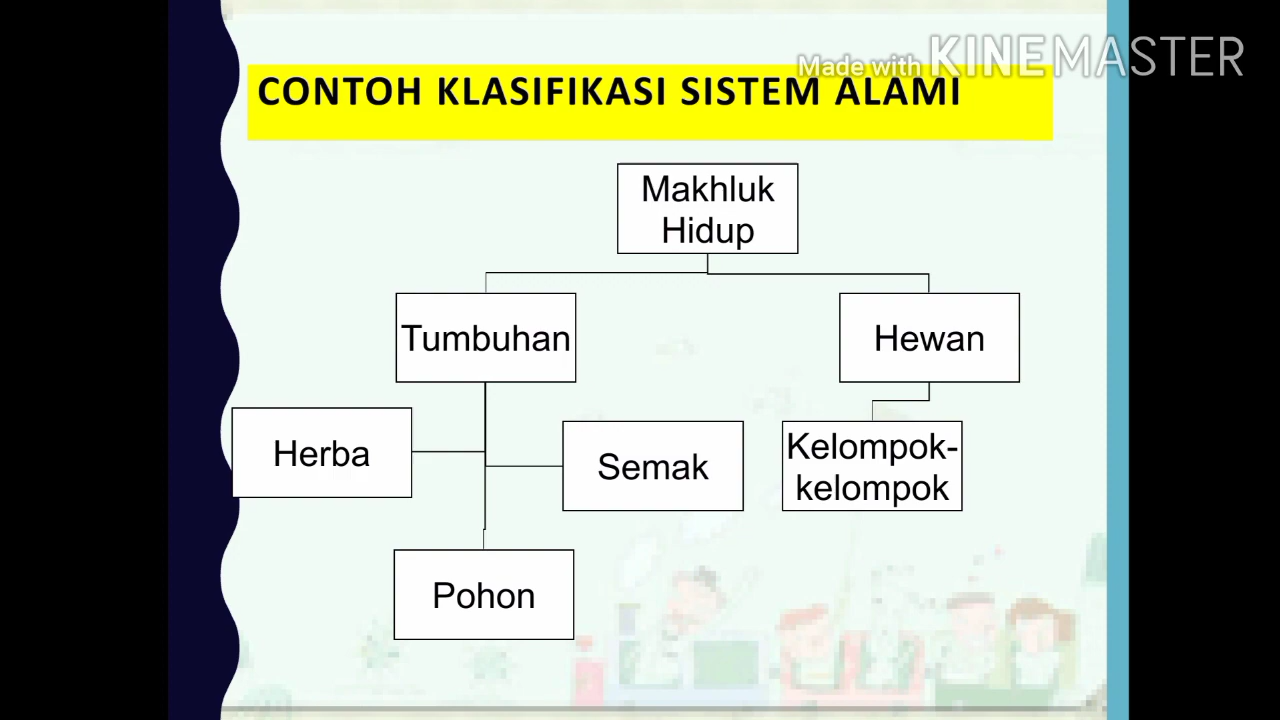 Made with KINEMASTER
CONTOH KLASIFIKASI SISTEM ALAMI
Makhluk
Hidup
Tumbuhan
Hewan
Herba
Semak
Kelompok-
kelompok
Pohon